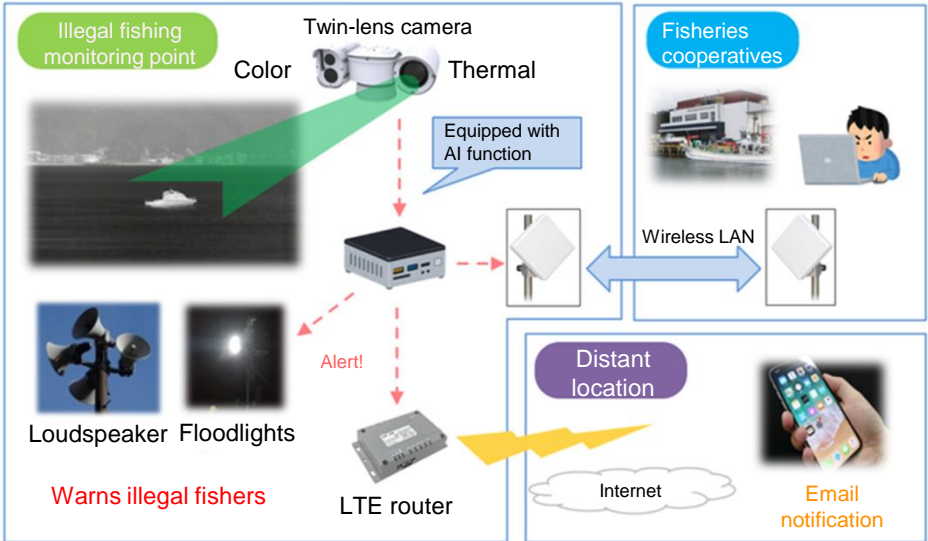 Illegal fishing
monitoring point
Twin-lens camera
Color
Thermal
Equipped with
AI function
Fisheries
cooperatives
Wireless LAN
Alert!
Loudspeaker
Floodlights
Warns illegal fishers
LTE router
Distant
location
Internet
Email
notification